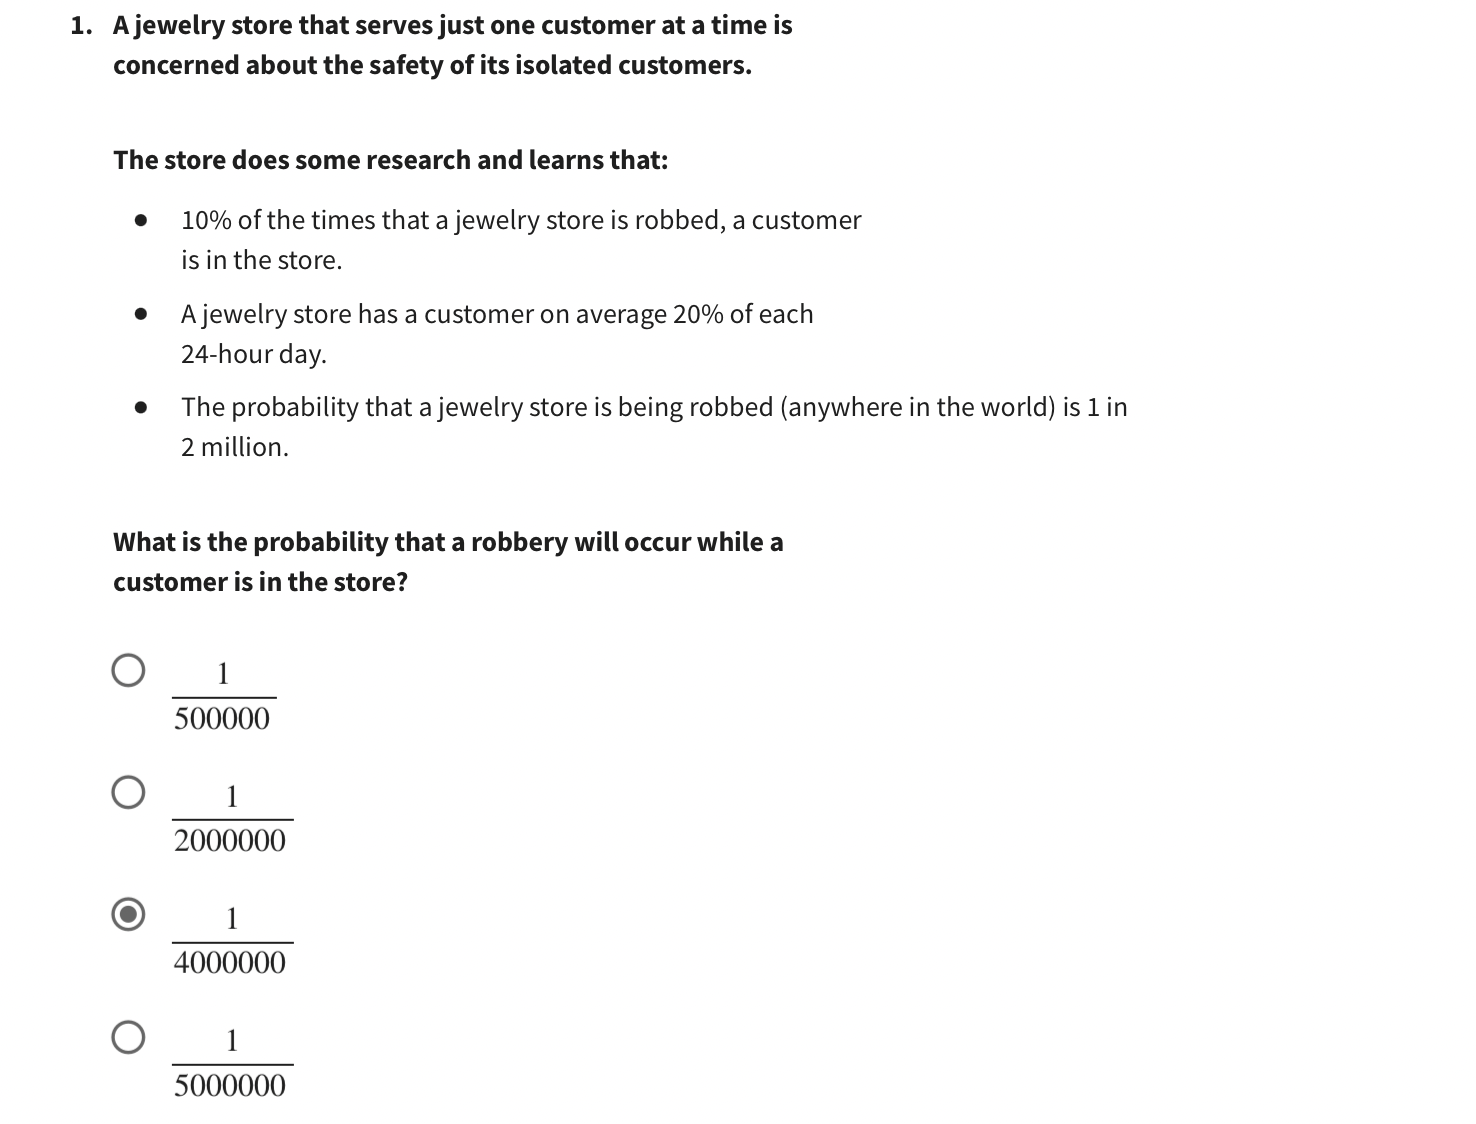 1. A jewelry store that serves just one customer at a time is
concerned about the safety of its isolated customers.
The store does some research and learns that:
● 10% of the times that a jewelry store is robbed, a customer
is in the store.
● A jewelry store has a customer on average 20% of each
24-hour day.
● The probability that a jewelry store is being robbed (anywhere in the world) is 1 in
2 million.
What is the probability that a robbery will occur while a
customer is in the store?
1
500000
1
2000000
1
4000000
1
5000000